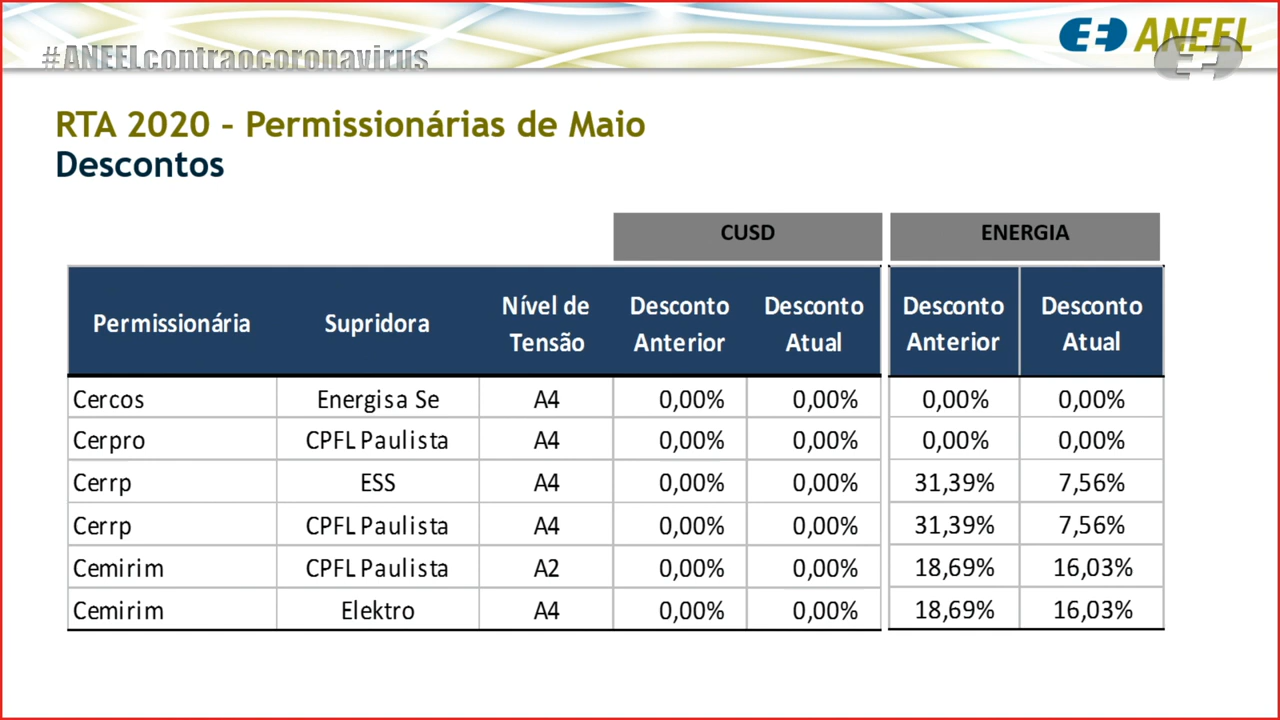 #ANEELcontraocoronavirus
ANEEL
RTA 2020 – Permissionárias de Maio
Descontos
CUSD ENERGIA
Permissionária Supridora Nível de Tensão Desconto Anterior Desconto Atual Desconto Anterior Desconto Atual
Cercos Energisa Se A4 0,00% 0,00% 0,00% 0,00%
Cerpro CPFL Paulista A4 0,00% 0,00% 0,00% 0,00%
Cerrp ESS A4 0,00% 0,00% 31,39% 7,56%
Cerrp CPFL Paulista A4 0,00% 0,00% 31,39% 7,56%
Cemirim CPFL Paulista A2 0,00% 0,00% 18,69% 16,03%
Cemirim Elektro A4 0,00% 0,00% 18,69% 16,03%